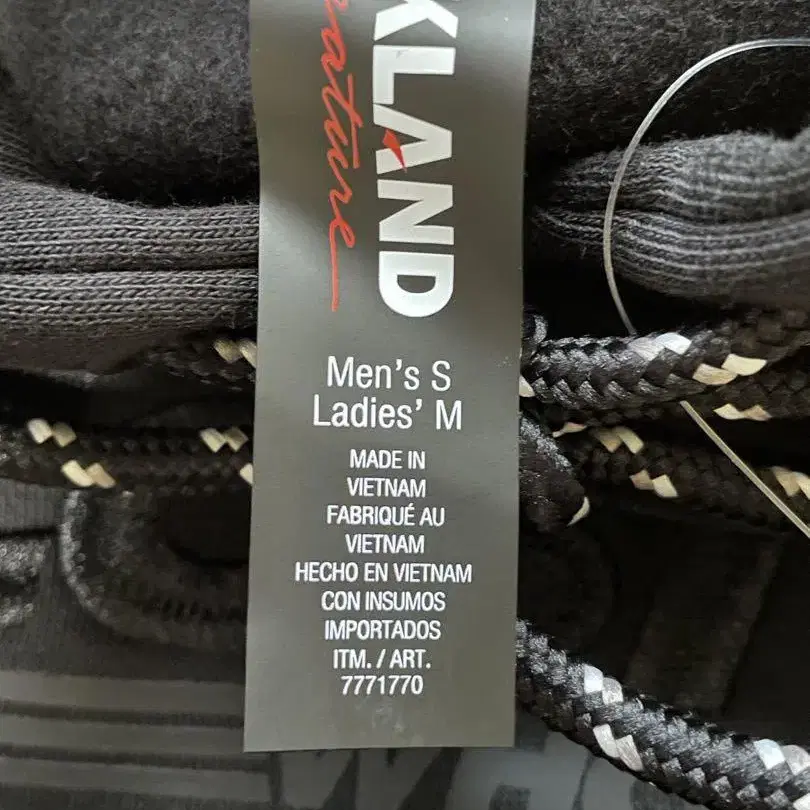 KLAND
Men's S
Ladies' M
MADE IN
VIETNAM
FABRIQUÉ AU
VIETNAM
HECHO EN VIETNAM
CON INSUMOS
IMPORTADOS
ITM. / ART.
7771770